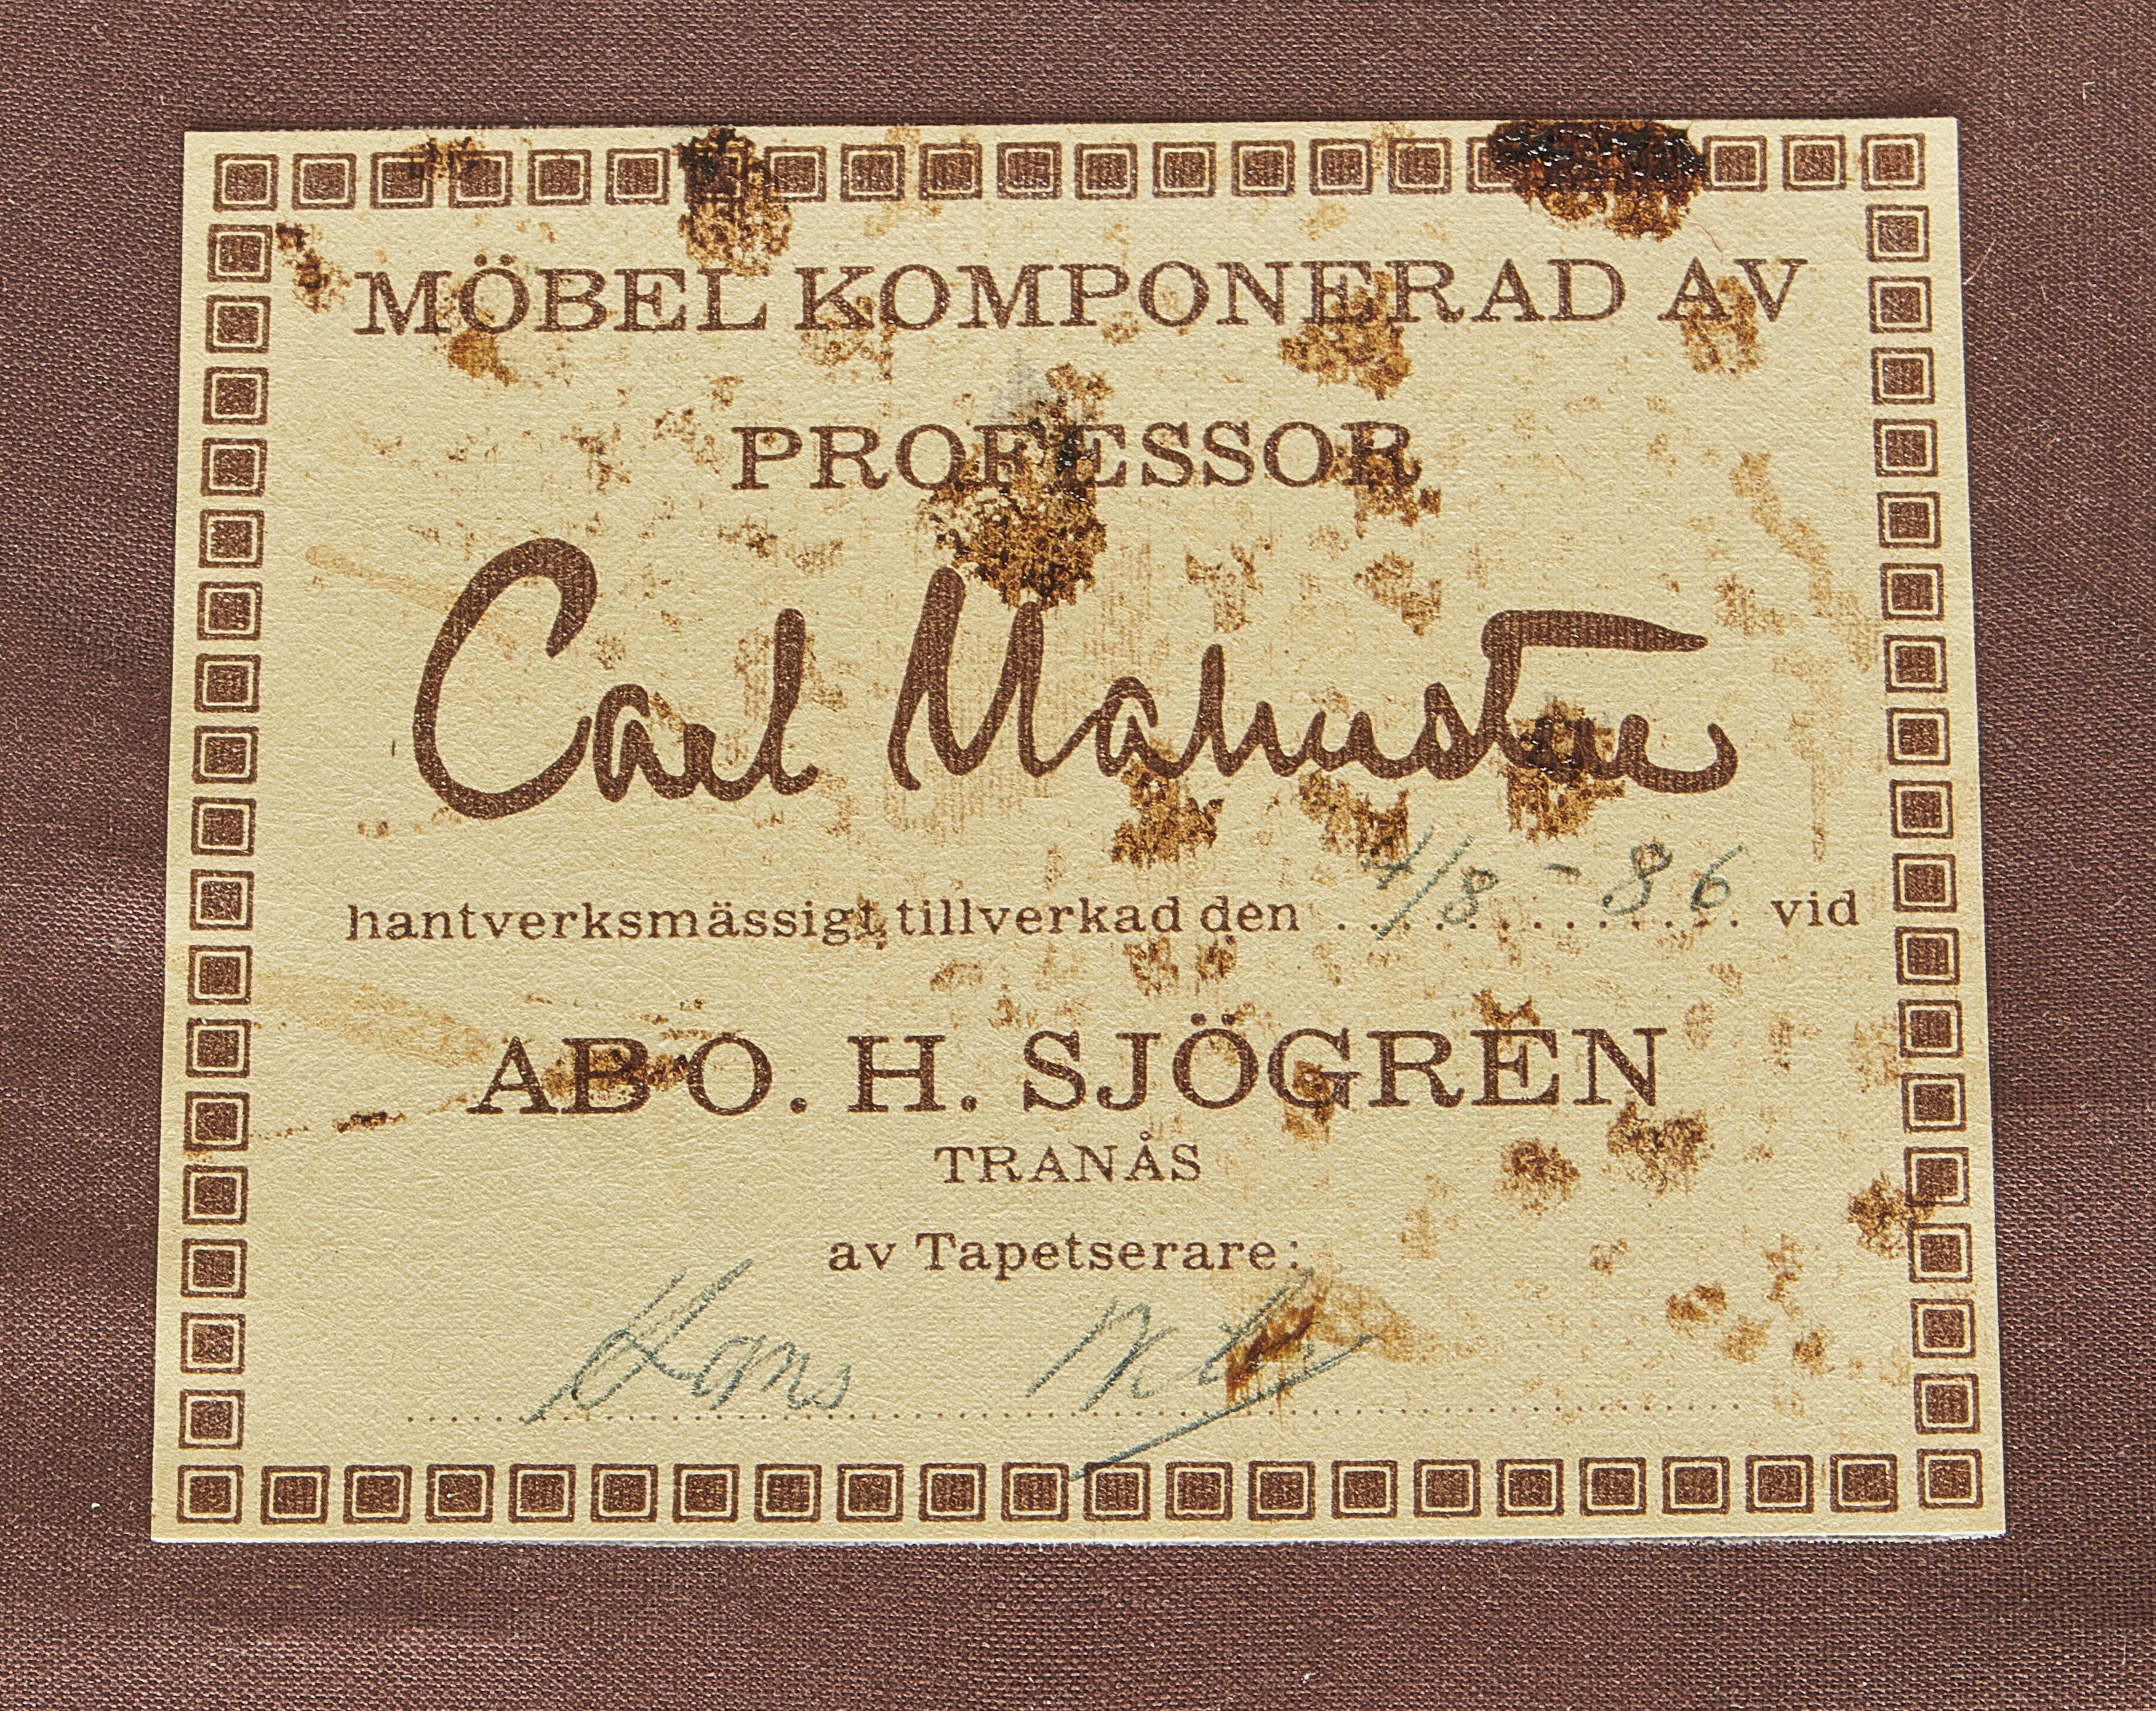 MÖBEL KOMPONERAD AV
PROFESSOR
Carl Malmsten
hantverksmässigt tillverkad den 4/8 - 86 vid
AB O. H. SJÖGREN
TRANÅS
av Tapetserare:
Hans